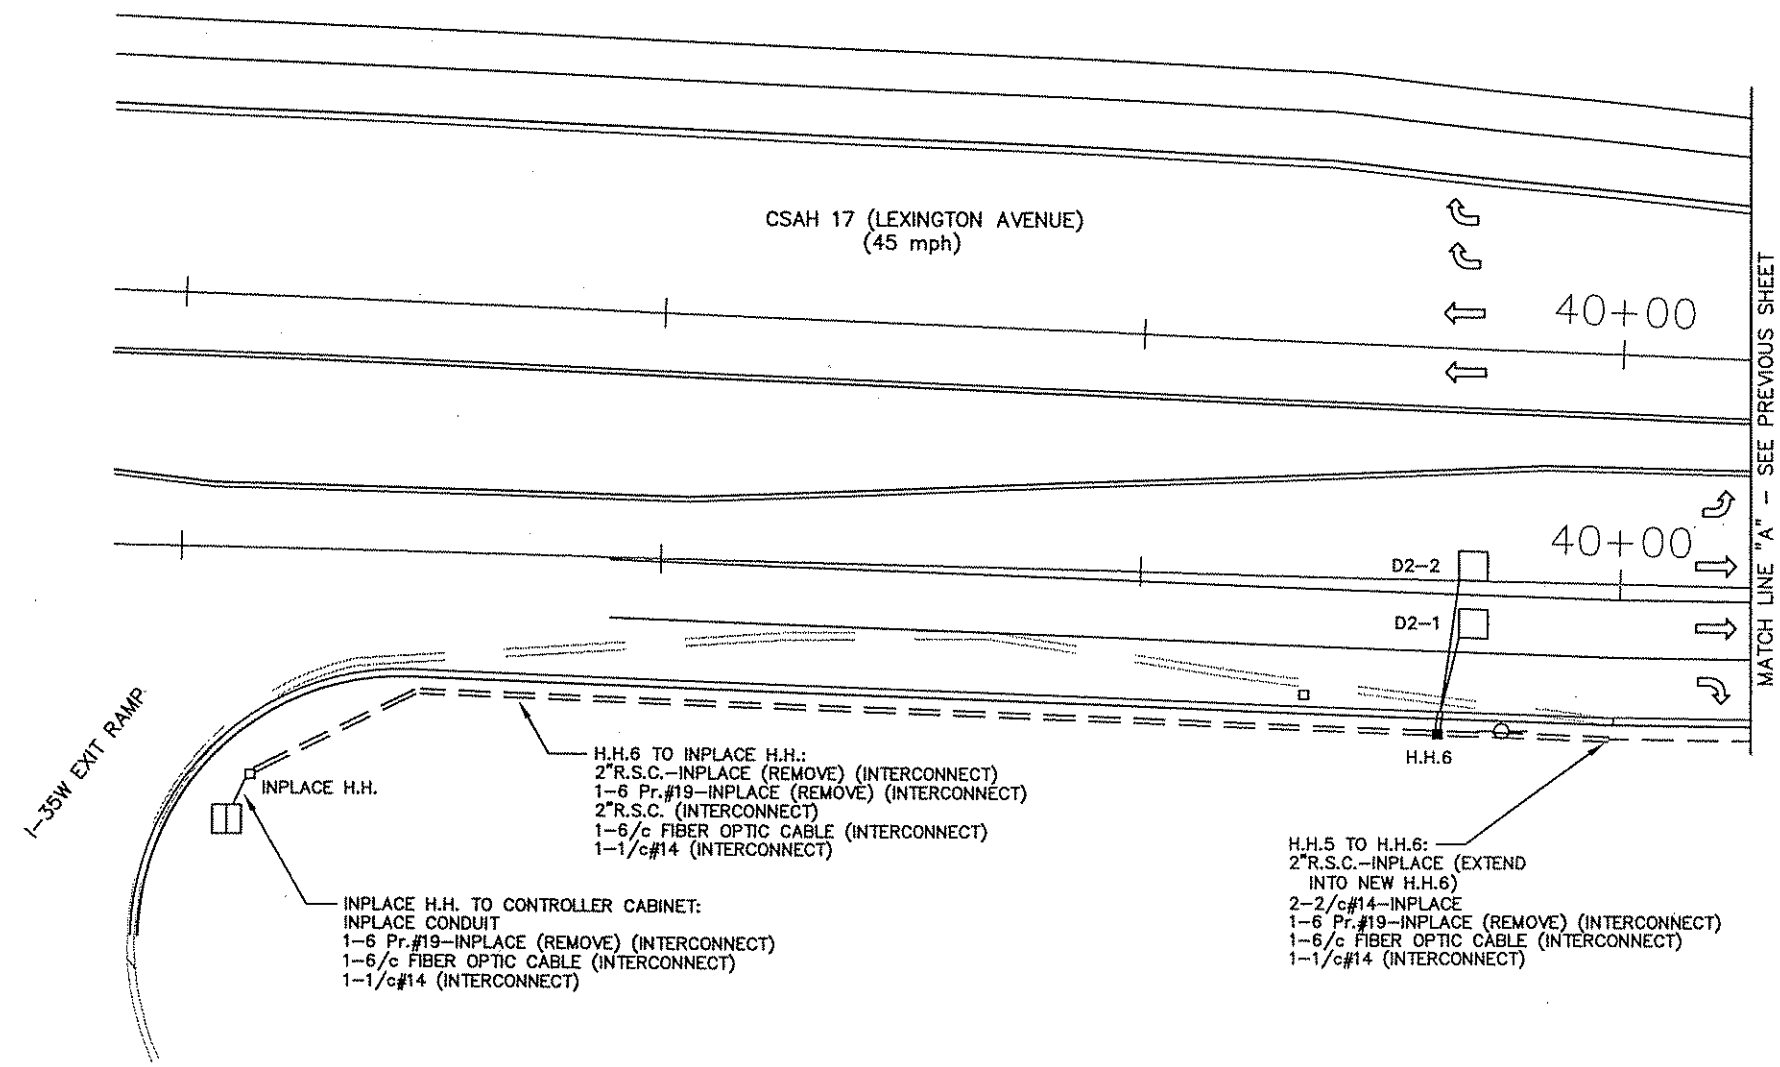 CSAH 17 (LEXINGTON AVENUE)
(45 mph)
40+00
MATCH LINE "A" - SEE PREVIOUS SHEET
40+00
D2-2
D2-1
I-35W EXIT RAMP
INPLACE H.H.
H.H.6
H.H.6 TO INPLACE H.H.:
2"R.S.C.-INPLACE (REMOVE) (INTERCONNECT)
1-6 Pr.#19-INPLACE (REMOVE) (INTERCONNECT)
2"R.S.C. (INTERCONNECT)
1-6/c FIBER OPTIC CABLE (INTERCONNECT)
1-1/c#14 (INTERCONNECT)
H.H.5 TO H.H.6:
2"R.S.C.-INPLACE (EXTEND
INTO NEW H.H.6)
2-2/c#14-INPLACE
1-6 Pr.#19-INPLACE (REMOVE) (INTERCONNECT)
1-6/c FIBER OPTIC CABLE (INTERCONNECT)
1-1/c#14 (INTERCONNECT)
INPLACE H.H. TO CONTROLLER CABINET:
INPLACE CONDUIT
1-6 Pr.#19-INPLACE (REMOVE) (INTERCONNECT)
1-6/c FIBER OPTIC CABLE (INTERCONNECT)
1-1/c#14 (INTERCONNECT)